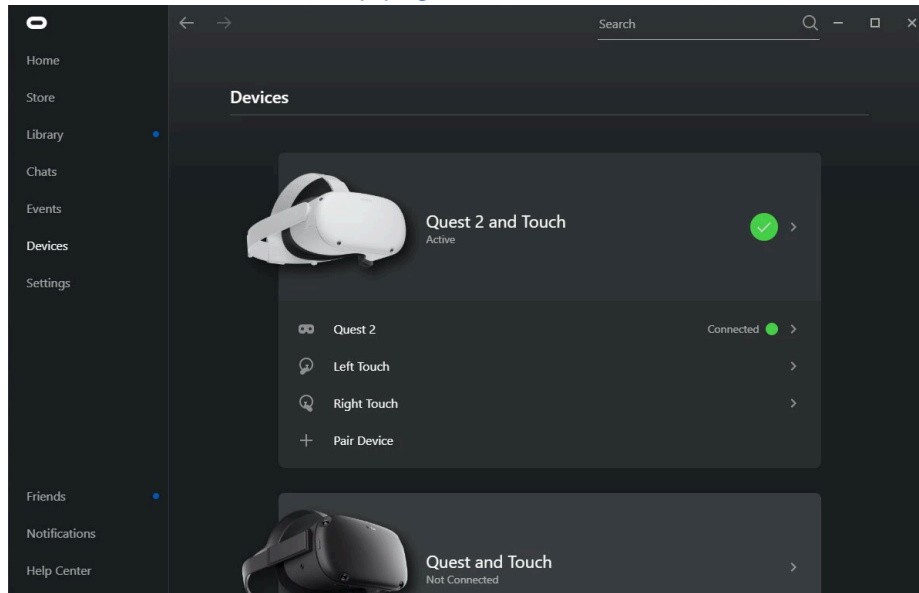 Search
Home
Store
Library
Chats
Events
Devices
Settings
Friends
Notifications
Help Center
Devices
Quest 2 and Touch
Active
Quest 2
Connected
Left Touch
Right Touch
Pair Device
Quest and Touch
Not Connected